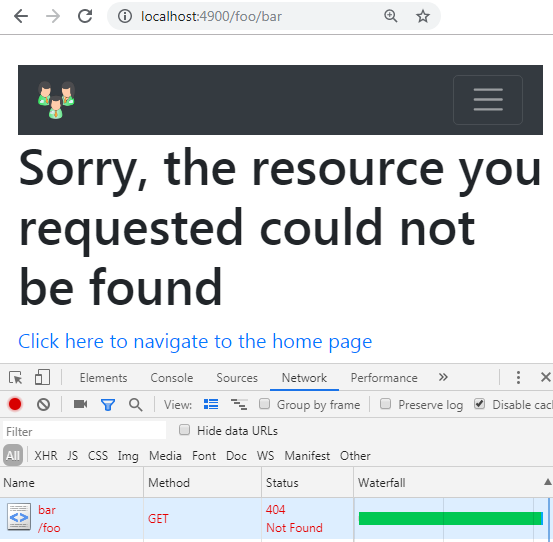 localhost:4900/foo/bar
Sorry, the resource you
requested could not
be found
Click here to navigate to the home page
Elements Console Sources Network Performance »
View: Group by frame Preserve log Disable cac
Filter Hide data URLs
All XHR JS CSS Img Media Font Doc WS Manifest Other
Name Method Status Waterfall
bar GET 404
/foo Not Found